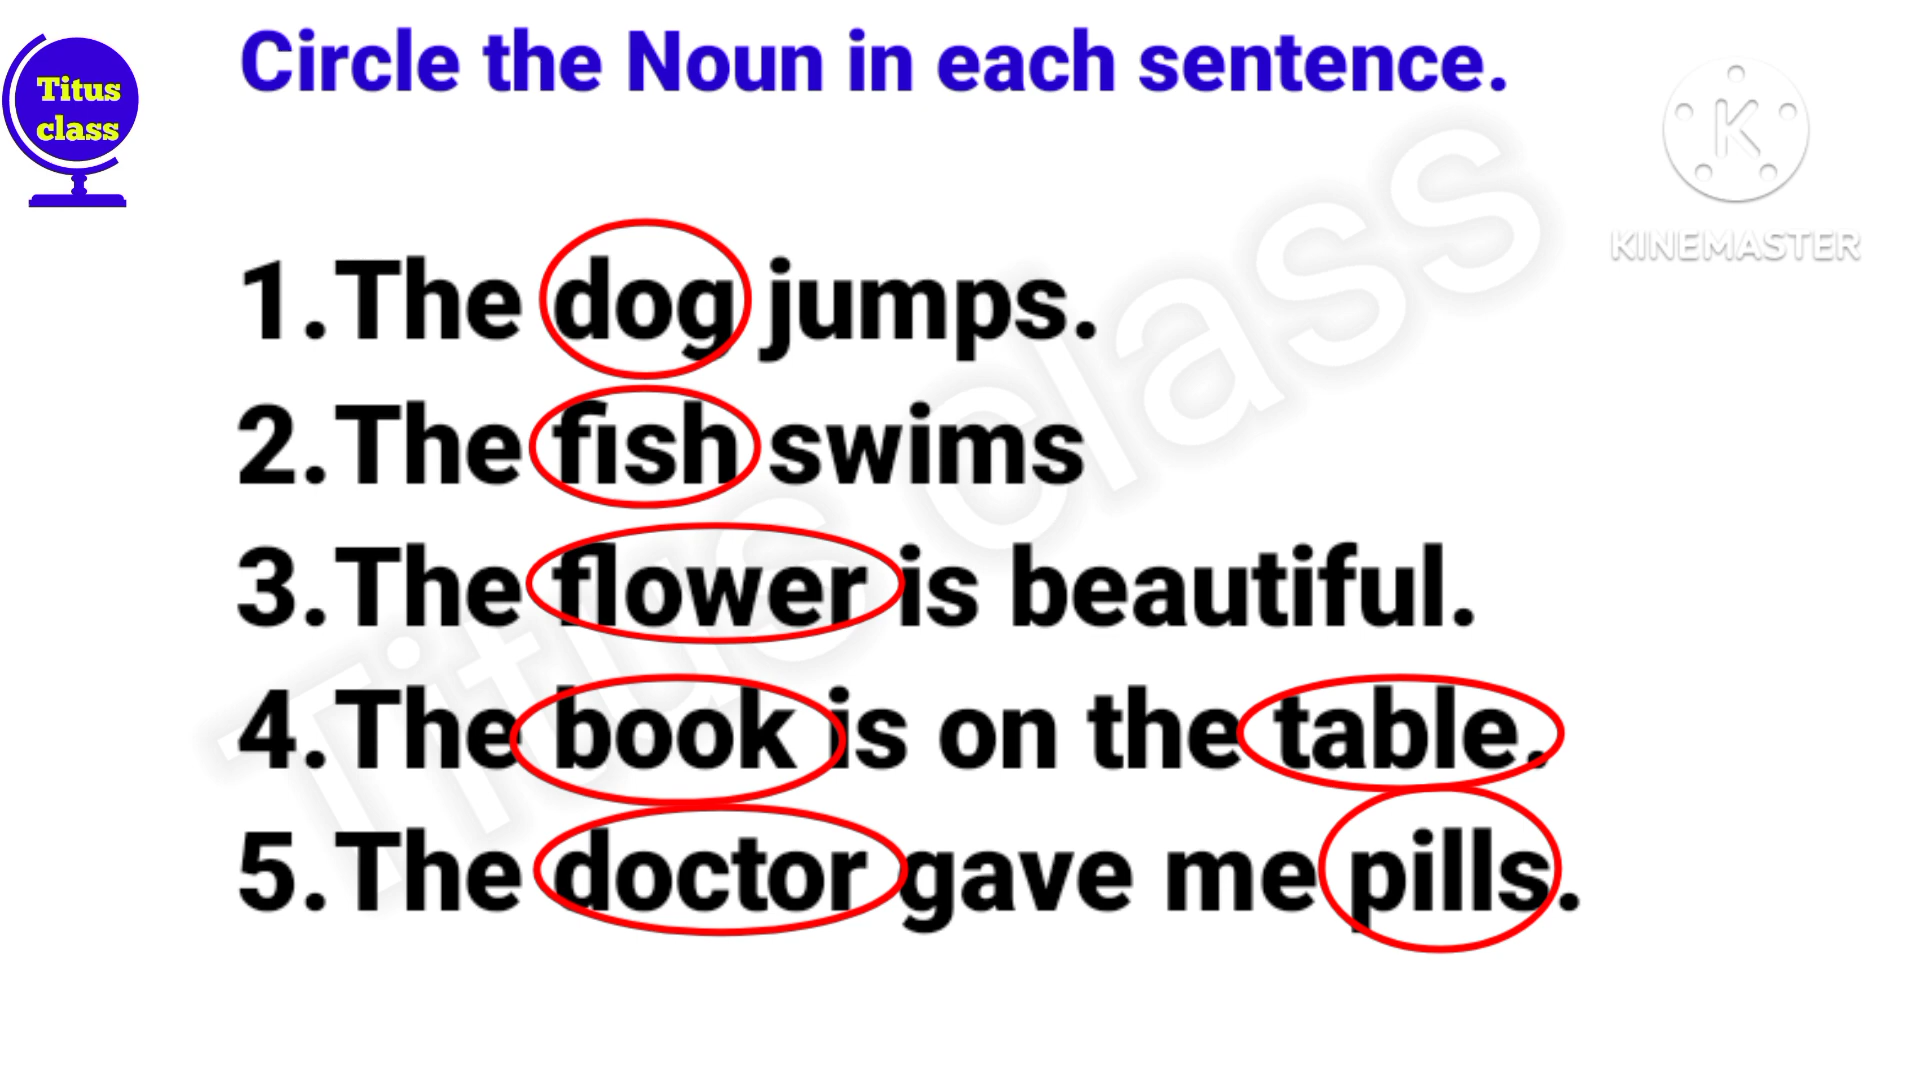 Circle the Noun in each sentence.
Titus
class
K
KINEMASTER
1.The dog jumps.
2.The fish swims
3.The flower is beautiful.
4.The book is on the table.
5.The doctor gave me pills.
Titus class